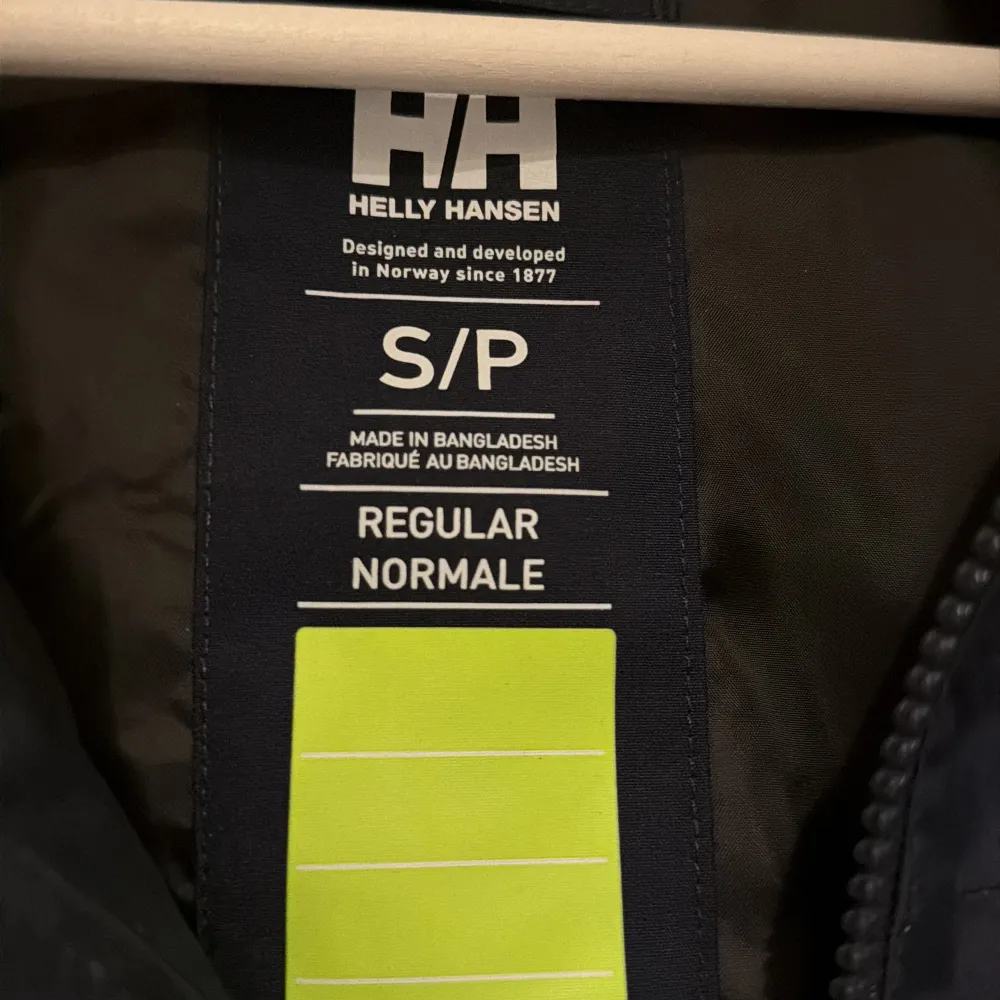 HH
HELLY HANSEN
Designed and developed
in Norway since 1877
S/P
MADE IN BANGLADESH
FABRIQUÉ AU BANGLADESH
REGULAR
NORMALE